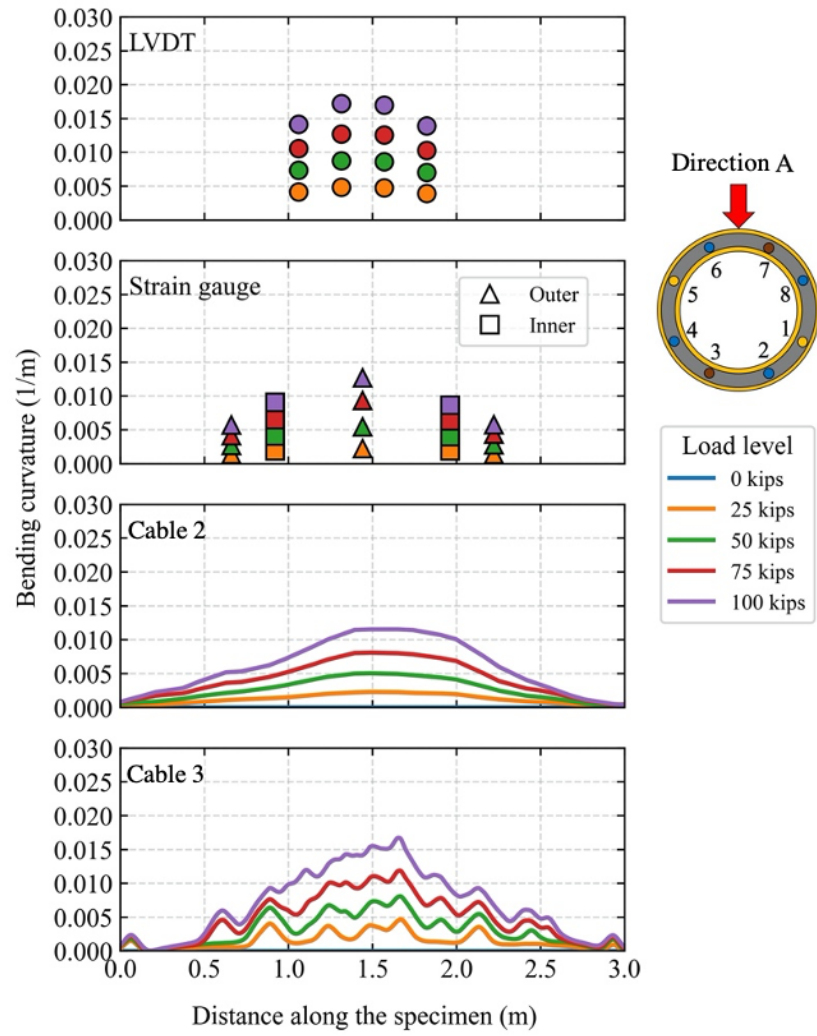 Bending curvature (1/m)
0.030
0.025
0.020
0.015
0.010
0.005
0.000
LVDT
0.030
0.025
0.020
0.015
0.010
0.005
0.000
Strain gauge
Outer
Inner
0.030
0.025
0.020
0.015
0.010
0.005
0.000
Cable 2
0.030
0.025
0.020
0.015
0.010
0.005
0.000
Cable 3
0.0 0.5 1.0 1.5 2.0 2.5 3.0
Distance along the specimen (m)
Direction A
6 7
5 8
4 1
3 2
Load level
0 kips
25 kips
50 kips
75 kips
100 kips